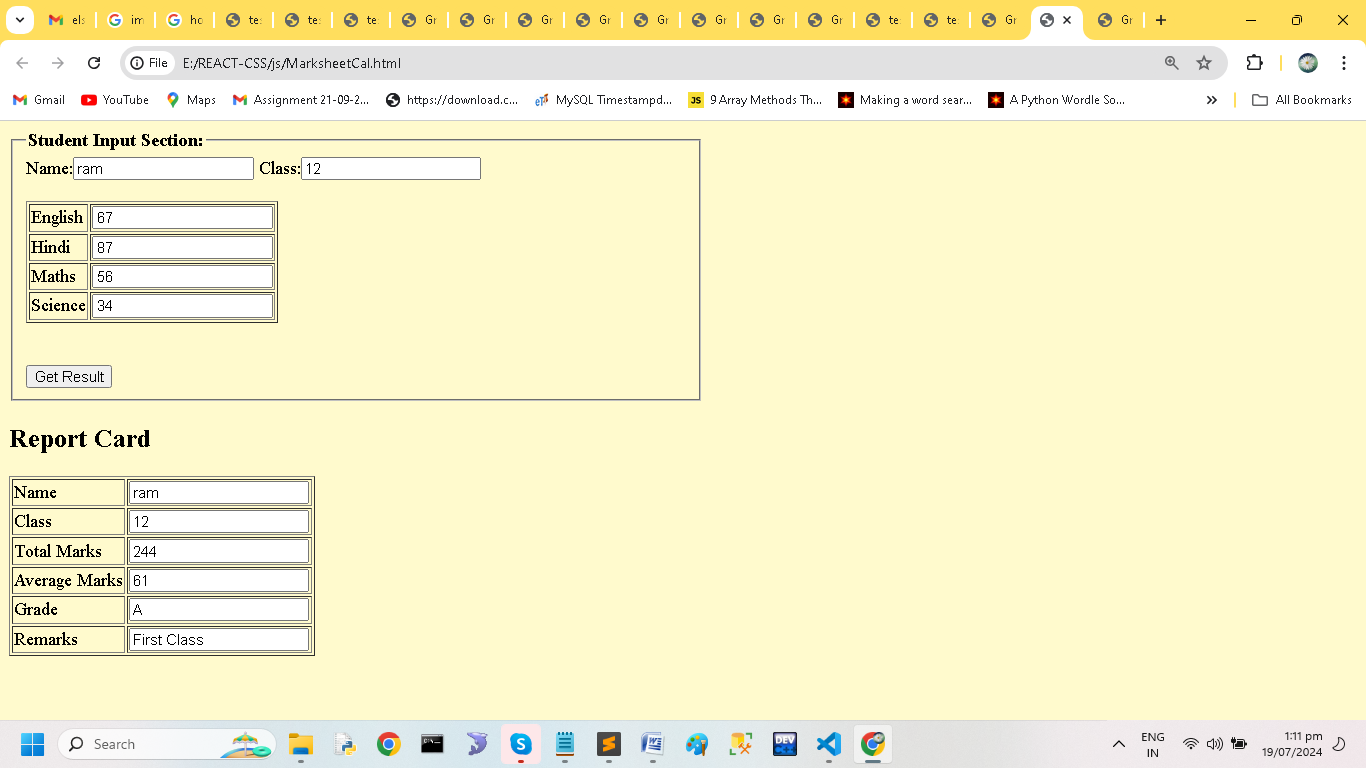 els im ho te: te: te Gr Gr Gr Gr Gr Gr Gr Gr te te Gr Gr
File E:/REACT-CSS/js/MarksheetCal.html
Gmail YouTube Maps Assignment 21-09-2... https://download.c... MySQL Timestampd... JS 9 Array Methods Th... Making a word sear... A Python Wordle So... All Bookmarks
Student Input Section:
Name: ram Class: 12
English 67
Hindi 87
Maths 56
Science 34
Get Result
Report Card
Name ram
Class 12
Total Marks 244
Average Marks 61
Grade A
Remarks First Class
Search DEV ENG 1:11 pm
IN 19/07/2024